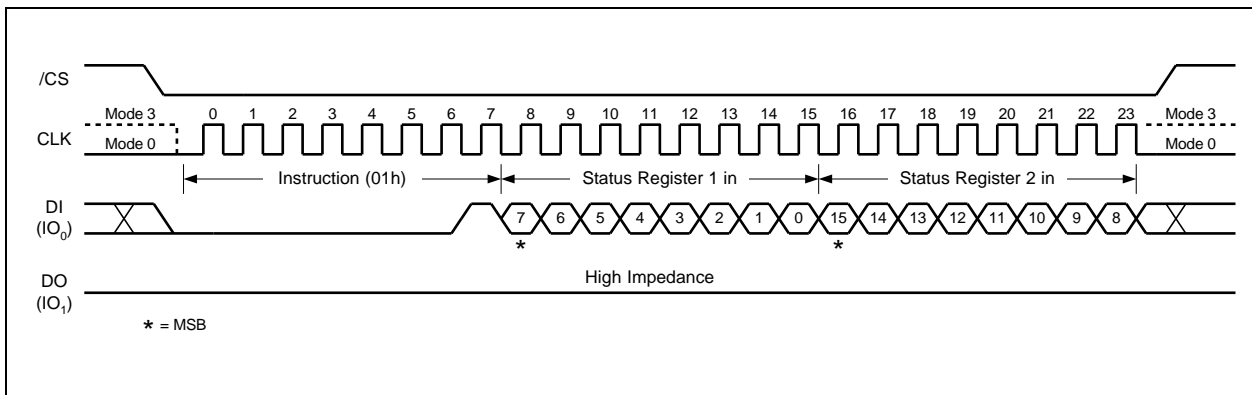 /CS
Mode 3 0 1 2 3 4 5 6 7 8 9 10 11 12 13 14 15 16 17 18 19 20 21 22 23 Mode 3
CLK Mode 0 Mode 0
Instruction (01h) Status Register 1 in Status Register 2 in
DI
(IO0) 7 6 5 4 3 2 1 0 15 14 13 12 11 10 9 8
* *
High Impedance
DO
(IO1)
* = MSB